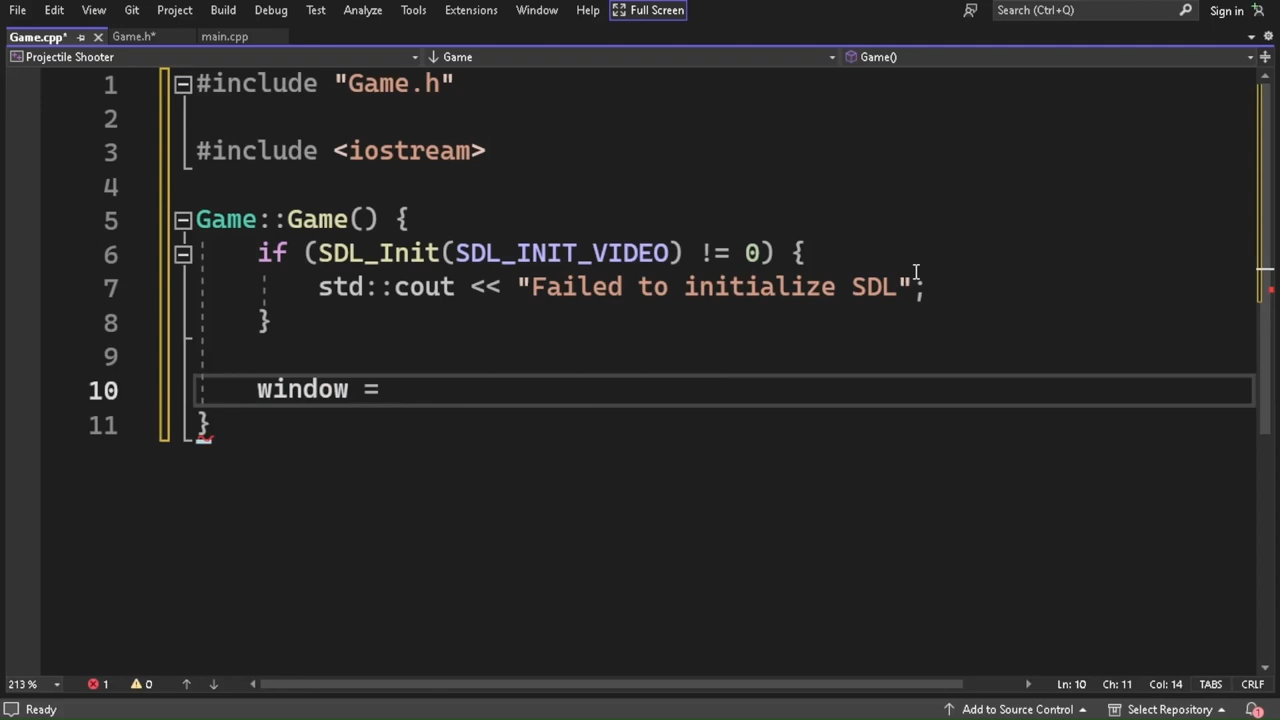 File Edit View Git Project Build Debug Test Analyze Tools Extensions Window Help Full Screen Search (Ctrl+Q) Sign in
Game.cpp* Game.h* main.cpp
Projectile Shooter Game Game()
1 #include "Game.h"
2
3 #include <iostream>
4
5 Game::Game() {
6 if (SDL_Init(SDL_INIT_VIDEO) != 0) {
7 std::cout << "Failed to initialize SDL";
8 }
9
10 window =
11 }
213 % 1 0 Ln: 10 Ch: 11 Col: 14 TABS CRLF
Ready Add to Source Control Select Repository 1